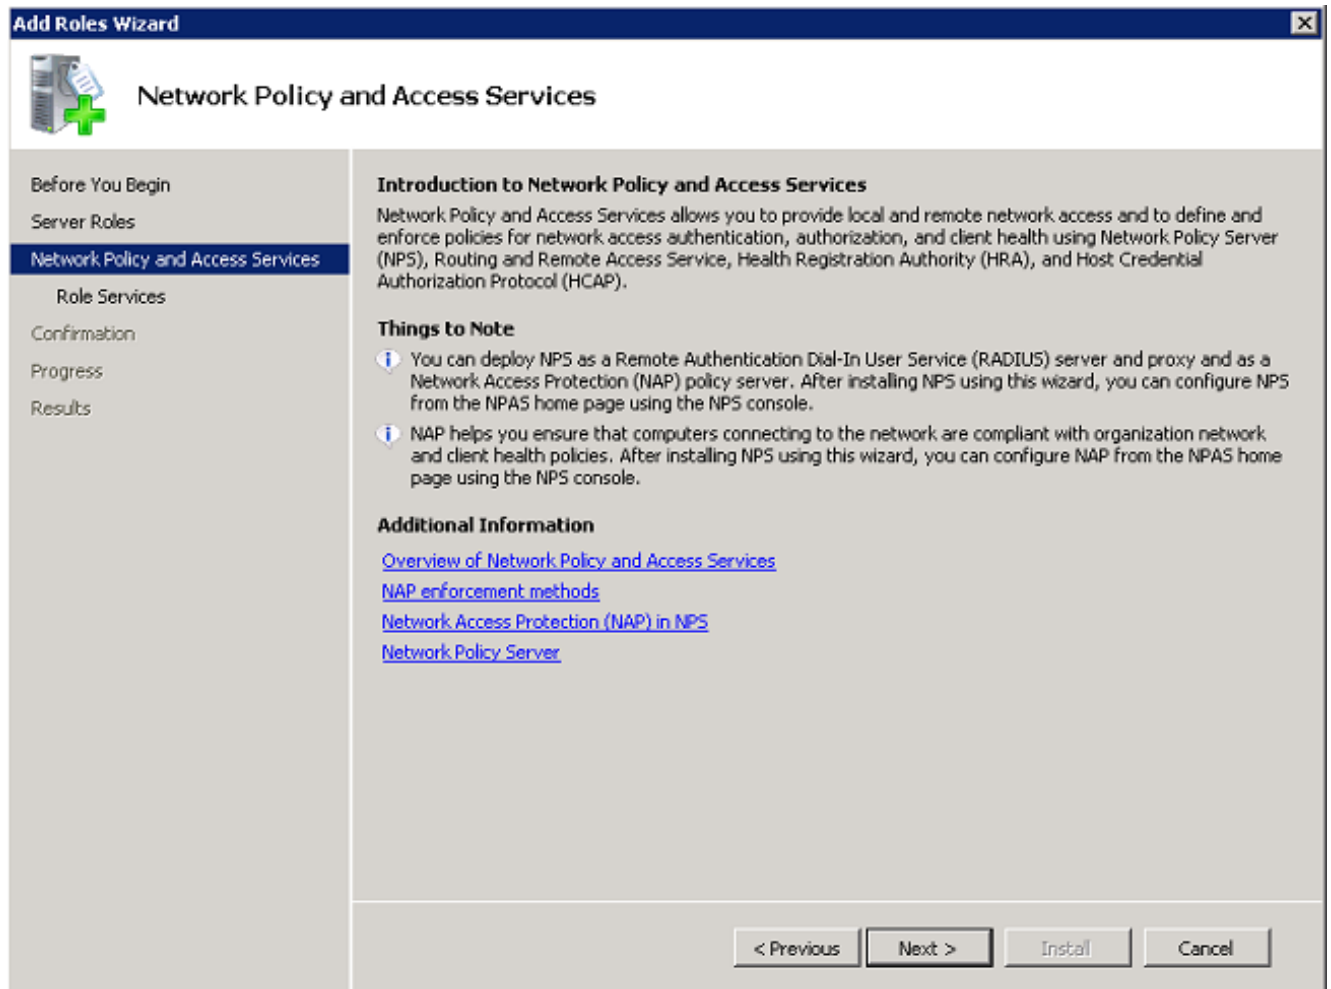 Add Roles Wizard
Network Policy and Access Services
Before You Begin
Server Roles
Network Policy and Access Services
Role Services
Confirmation
Progress
Results
Introduction to Network Policy and Access Services
Network Policy and Access Services allows you to provide local and remote network access and to define and
enforce policies for network access authentication, authorization, and client health using Network Policy Server
(NPS), Routing and Remote Access Service, Health Registration Authority (HRA), and Host Credential
Authorization Protocol (HCAP).
Things to Note
You can deploy NPS as a Remote Authentication Dial-In User Service (RADIUS) server and proxy and as a
Network Access Protection (NAP) policy server. After installing NPS using this wizard, you can configure NPS
from the NPAS home page using the NPS console.
NAP helps you ensure that computers connecting to the network are compliant with organization network
and client health policies. After installing NPS using this wizard, you can configure NAP from the NPAS home
page using the NPS console.
Additional Information
Overview of Network Policy and Access Services
NAP enforcement methods
Network Access Protection (NAP) in NPS
Network Policy Server
< Previous
Next >
Install
Cancel